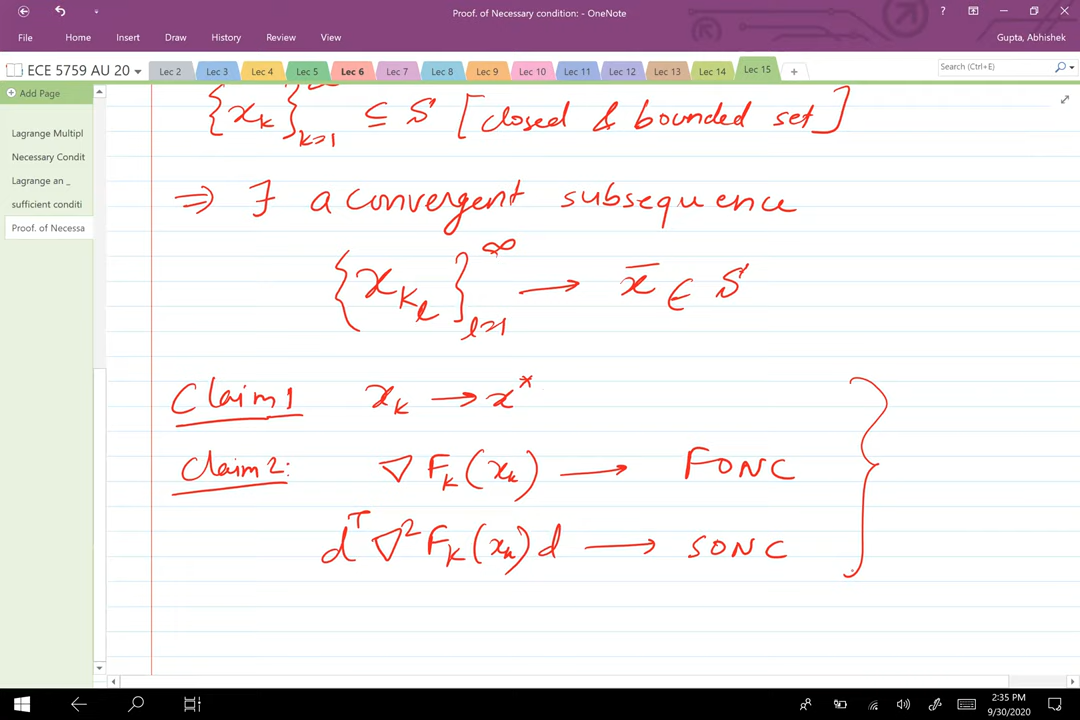 Proof. of Necessary condition: - OneNote
File Home Insert Draw History Review View Gupta, Abhishek
ECE 5759 AU 20 Lec 2 Lec 3 Lec 4 Lec 5 Lec 6 Lec 7 Lec 8 Lec 9 Lec 10 Lec 11 Lec 12 Lec 13 Lec 14 Lec 15 Search (Ctrl+E)
Add Page
Lagrange Multipl
Necessary Condit
Lagrange an _
sufficient conditi
Proof. of Necessa
{x_k}_{k=1}^∞ ⊆ S [closed & bounded set]
⇒ ∃ a convergent subsequence
{x_{k_l}}_{l=1}^∞ → x̄ ∈ S
Claim 1 x_k → x*
Claim 2: ∇F_k(x_k) → FONC
d^T ∇²F_k(x_k) d → SONC
2:35 PM
9/30/2020